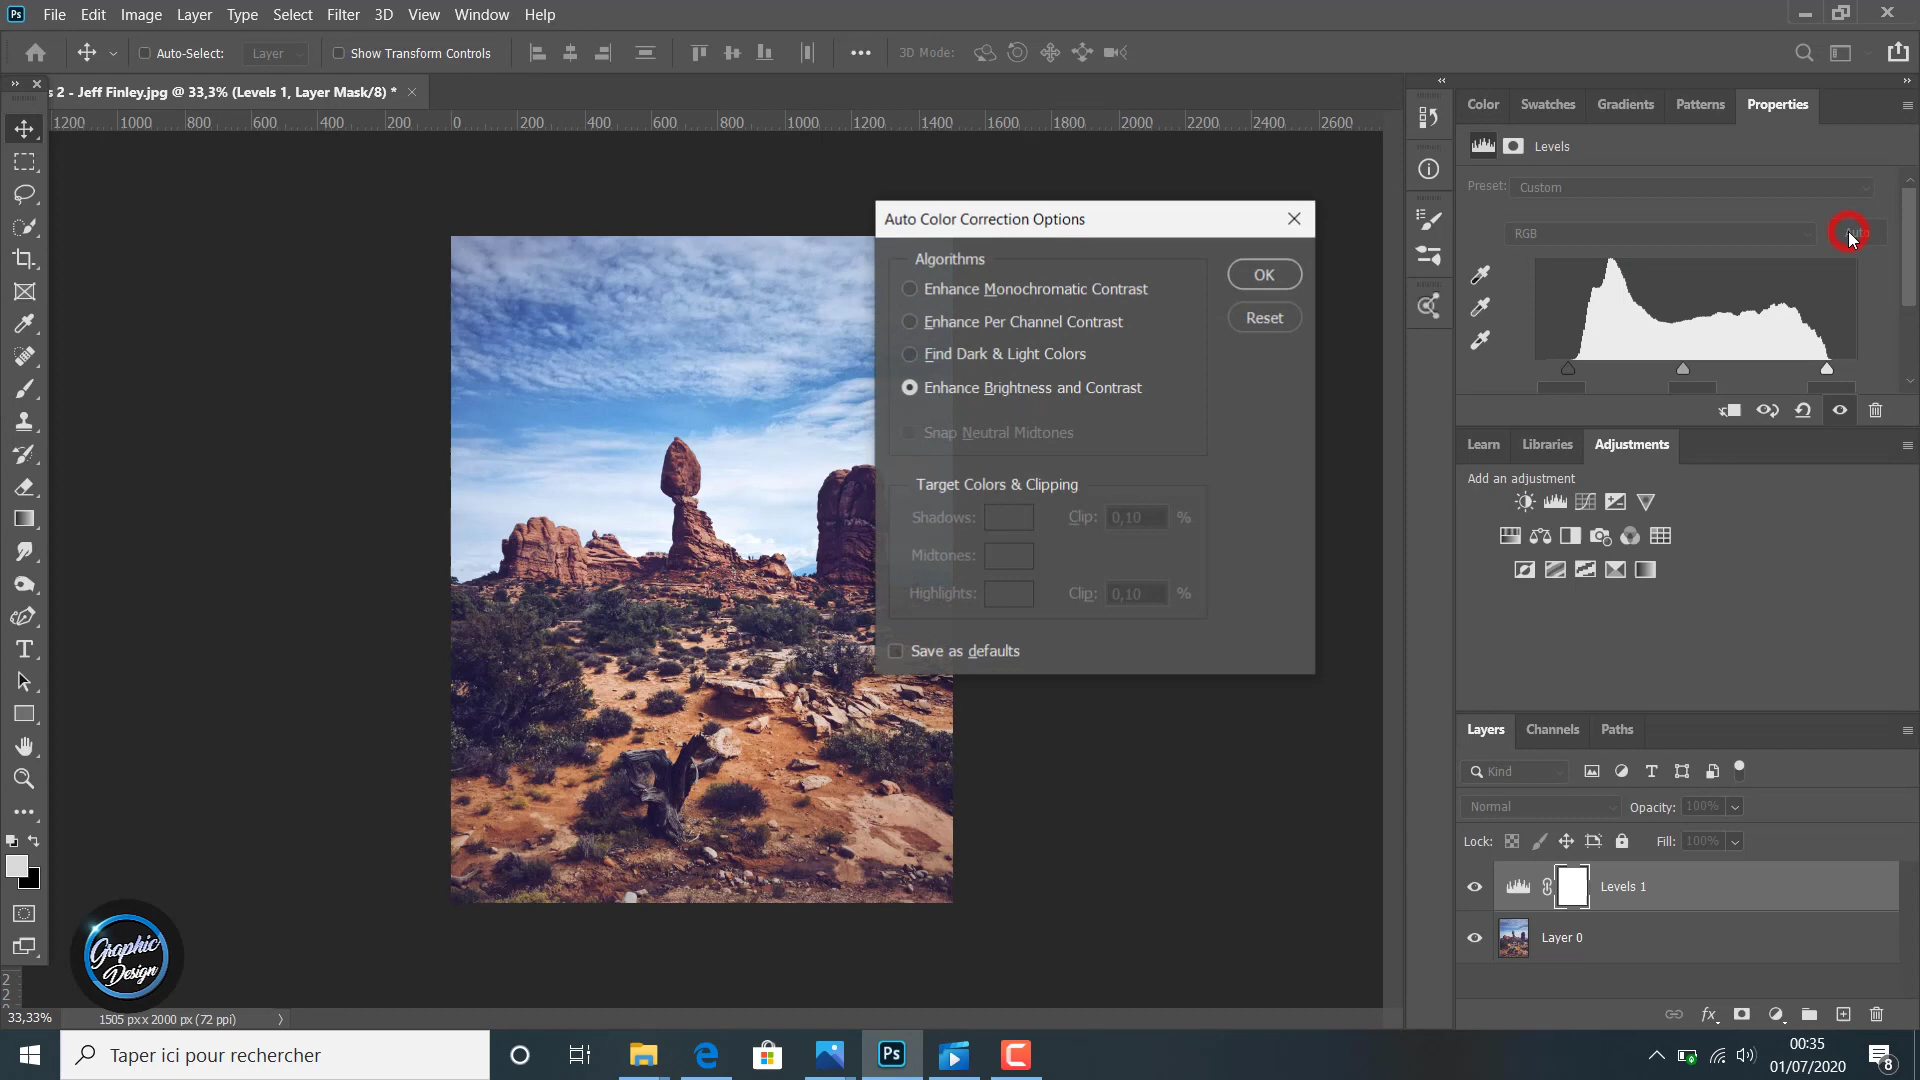 Ps File Edit Image Layer Type Select Filter 3D View Window Help
Auto-Select: Layer Show Transform Controls 3D Mode:
s 2 - Jeff Finley.jpg @ 33,3% (Levels 1, Layer Mask/8) *
1200 1000 800 600 400 200 0 200 400 600 800 1000 1200 1400 1600 1800 2000 2200 2400 2600
Color Swatches Gradients Patterns Properties
Levels
Preset: Custom
RGB Auto
Auto Color Correction Options
Algorithms
Enhance Monochromatic Contrast
Enhance Per Channel Contrast
Find Dark & Light Colors
Enhance Brightness and Contrast
Snap Neutral Midtones
OK
Reset
Target Colors & Clipping
Shadows: Clip: 0,10 %
Midtones:
Highlights: Clip: 0,10 %
Save as defaults
Learn Libraries Adjustments
Add an adjustment
Layers Channels Paths
Kind
Normal Opacity: 100%
Lock: Fill: 100%
Levels 1
Layer 0
Graphic
Design
2
2
0
33,33% 1505 px x 2000 px (72 ppi)
Taper ici pour rechercher
Ps
00:35
01/07/2020
8